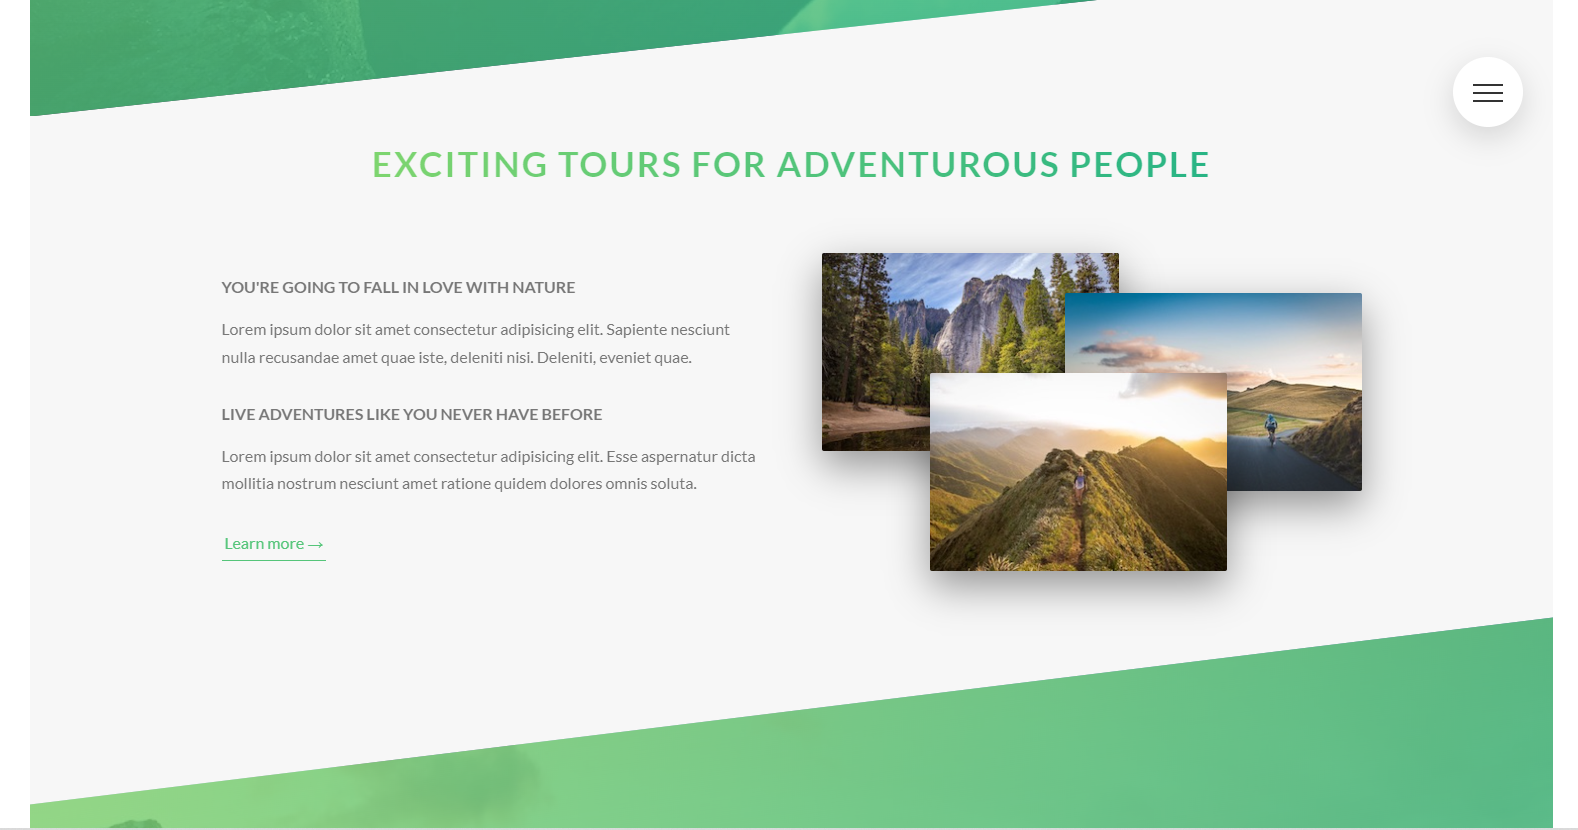 EXCITING TOURS FOR ADVENTUROUS PEOPLE
YOU'RE GOING TO FALL IN LOVE WITH NATURE
Lorem ipsum dolor sit amet consectetur adipisicing elit. Sapiente nesciunt
nulla recusandae amet quae iste, deleniti nisi. Deleniti, eveniet quae.
LIVE ADVENTURES LIKE YOU NEVER HAVE BEFORE
Lorem ipsum dolor sit amet consectetur adipisicing elit. Esse aspernatur dicta
mollitia nostrum nesciunt amet ratione quidem dolores omnis soluta.
Learn more →